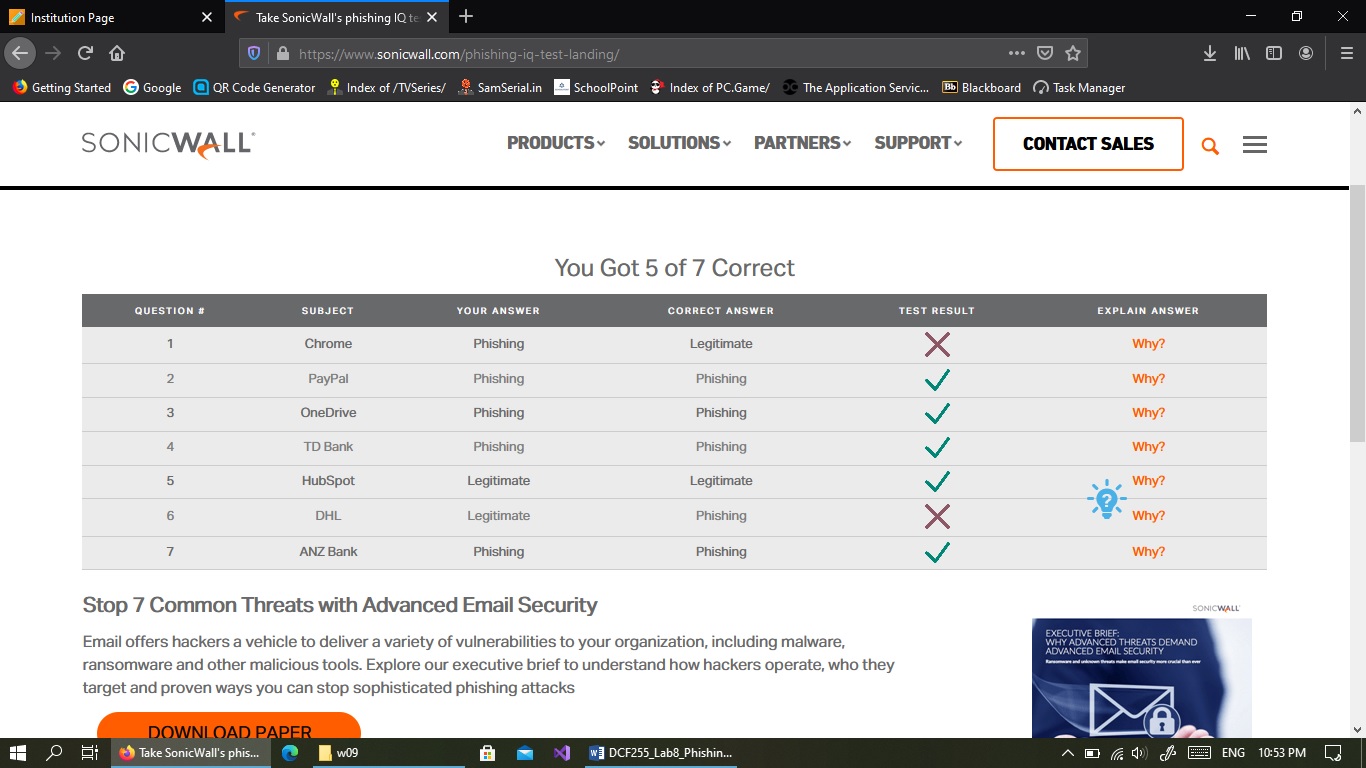 Institution Page
Take SonicWall's phishing IQ te
https://www.sonicwall.com/phishing-iq-test-landing/
Getting Started Google QR Code Generator Index of /TVSeries/ SamSerial.in SchoolPoint Index of PC.Game/ The Application Servic... Bb Blackboard Task Manager
SONICWALL PRODUCTS SOLUTIONS PARTNERS SUPPORT CONTACT SALES
You Got 5 of 7 Correct
QUESTION # SUBJECT YOUR ANSWER CORRECT ANSWER TEST RESULT EXPLAIN ANSWER
1 Chrome Phishing Legitimate Why?
2 PayPal Phishing Phishing Why?
3 OneDrive Phishing Phishing Why?
4 TD Bank Phishing Phishing Why?
5 HubSpot Legitimate Legitimate Why?
6 DHL Legitimate Phishing Why?
7 ANZ Bank Phishing Phishing Why?
Stop 7 Common Threats with Advanced Email Security
Email offers hackers a vehicle to deliver a variety of vulnerabilities to your organization, including malware,
ransomware and other malicious tools. Explore our executive brief to understand how hackers operate, who they
target and proven ways you can stop sophisticated phishing attacks
DOWNLOAD PAPER
SONICWALL
EXECUTIVE BRIEF:
WHY ADVANCED THREATS DEMAND
ADVANCED EMAIL SECURITY
Ransomware and unknown threats make email security more crucial than ever
Take SonicWall's phis... w09 DCF255_Lab8_Phishin... ENG 10:53 PM